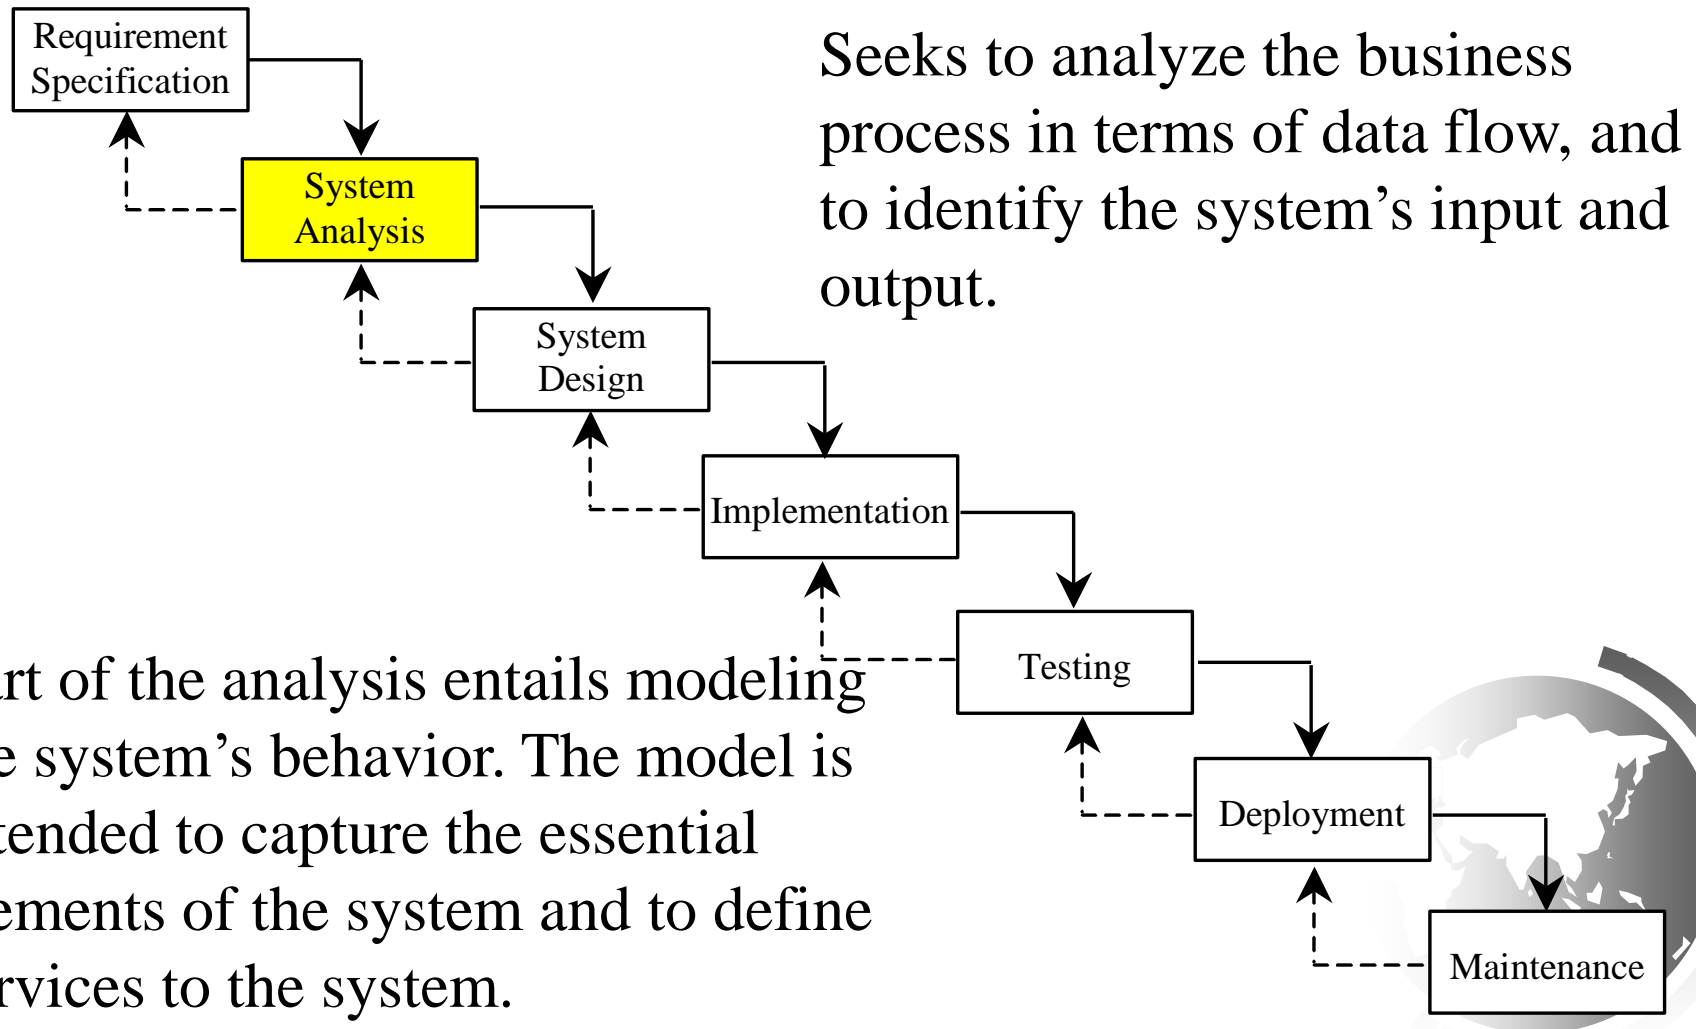 Requirement
Specification
Seeks to analyze the business
process in terms of data flow, and
to identify the system’s input and
output.
System
Analysis
System
Design
Implementation
Testing
of the analysis entails modeling
system’s behavior. The model is
to capture the essential
of the system and to define
to the system.
Deployment
Maintenance